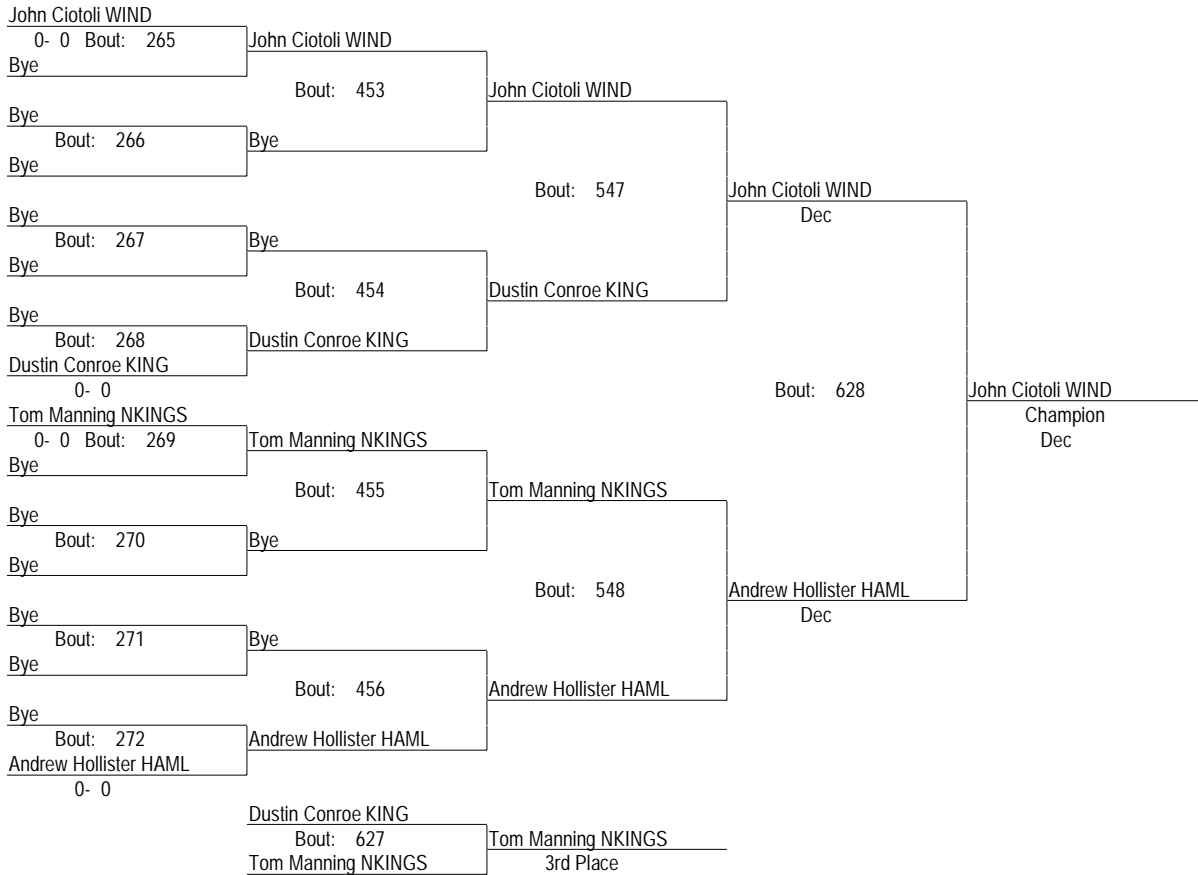 John Ciotoli WIND
0- 0 Bout: 265 John Ciotoli WIND
Bye
Bout: 453 John Ciotoli WIND
Bye
Bout: 266 Bye
Bye
Bout: 547 John Ciotoli WIND
Bye
Dec
Bout: 267 Bye
Bye
Bout: 454 Dustin Conroe KING
Bye
Bout: 268 Dustin Conroe KING
Dustin Conroe KING
0- 0
Bout: 628 John Ciotoli WIND
Tom Manning NKINGS
Champion
0- 0 Bout: 269 Tom Manning NKINGS
Dec
Bye
Bout: 455 Tom Manning NKINGS
Bye
Bout: 270 Bye
Bye
Bout: 548 Andrew Hollister HAML
Bye
Dec
Bout: 271 Bye
Bye
Bout: 456 Andrew Hollister HAML
Bye
Bout: 272 Andrew Hollister HAML
Andrew Hollister HAML
0- 0
Dustin Conroe KING
Bout: 627 Tom Manning NKINGS
Tom Manning NKINGS 3rd Place